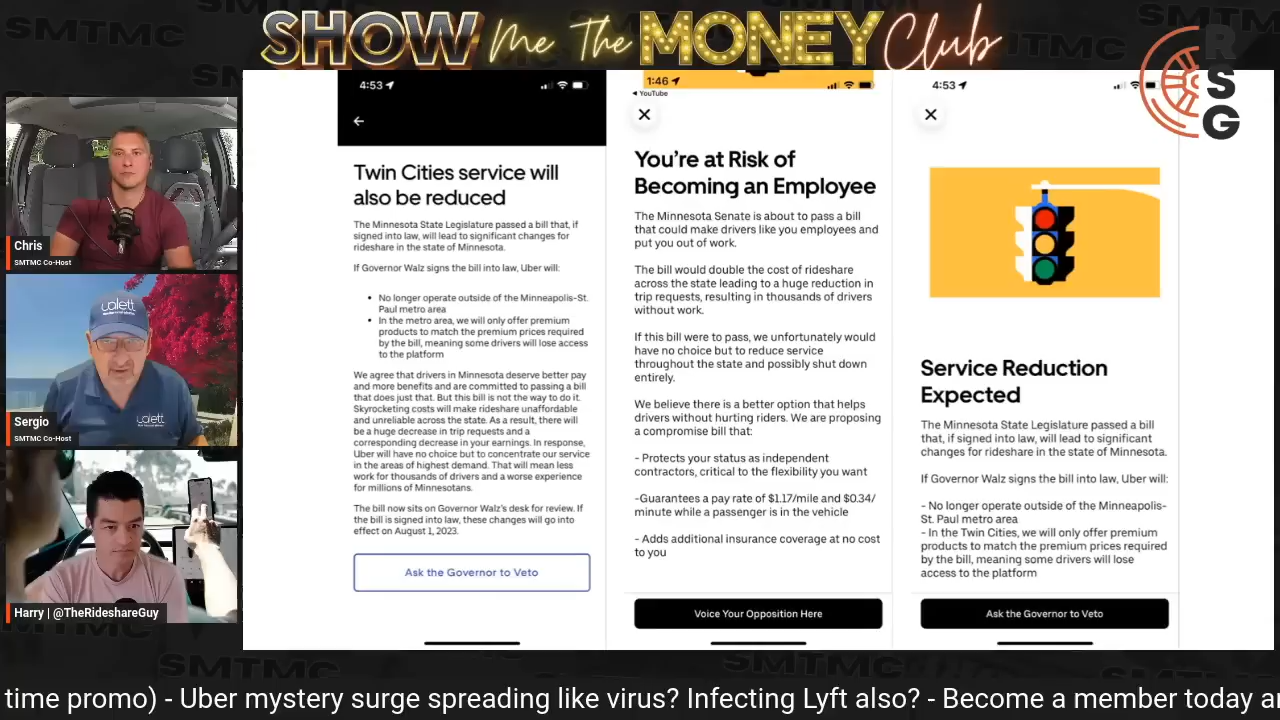 SHOW Me The MONEY Club
RSG
SMTMC
Chris
SMTMC Co-Host
ualett
ualett
Sergio
SMTMC Co-Host
Harry | @TheRideshareGuy
4:53
Twin Cities service will
also be reduced
The Minnesota State Legislature passed a bill that, if
signed into law, will lead to significant changes for
rideshare in the state of Minnesota.
If Governor Walz signs the bill into law, Uber will:
• No longer operate outside of the Minneapolis-St.
Paul metro area
• In the metro area, we will only offer premium
products to match the premium prices required
by the bill, meaning some drivers will lose access
to the platform
We agree that drivers in Minnesota deserve better pay
and more benefits and are committed to passing a bill
that does just that. But this bill is not the way to do it.
Skyrocketing costs will make rideshare unaffordable
and unreliable across the state. As a result, there will
be a huge decrease in trip requests and a
corresponding decrease in your earnings. In response,
Uber will have no choice but to concentrate our service
in the areas of highest demand. That will mean less
work for thousands of drivers and a worse experience
for millions of Minnesotans.
The bill now sits on Governor Walz's desk for review. If
the bill is signed into law, these changes will go into
effect on August 1, 2023.
Ask the Governor to Veto
1:46
YouTube
You're at Risk of
Becoming an Employee
The Minnesota Senate is about to pass a bill
that could make drivers like you employees and
put you out of work.
The bill would double the cost of rideshare
across the state leading to a huge reduction in
trip requests, resulting in thousands of drivers
without work.
If this bill were to pass, we unfortunately would
have no choice but to reduce service
throughout the state and possibly shut down
entirely.
We believe there is a better option that helps
drivers without hurting riders. We are proposing
a compromise bill that:
- Protects your status as independent
contractors, critical to the flexibility you want
-Guarantees a pay rate of $1.17/mile and $0.34/
minute while a passenger is in the vehicle
- Adds additional insurance coverage at no cost
to you
Voice Your Opposition Here
4:53
Service Reduction
Expected
The Minnesota State Legislature passed a bill
that, if signed into law, will lead to significant
changes for rideshare in the state of Minnesota.
If Governor Walz signs the bill into law, Uber will:
- No longer operate outside of the Minneapolis-
St. Paul metro area
- In the Twin Cities, we will only offer premium
products to match the premium prices required
by the bill, meaning some drivers will lose
access to the platform
Ask the Governor to Veto
time promo) - Uber mystery surge spreading like virus? Infecting Lyft also? - Become a member today a